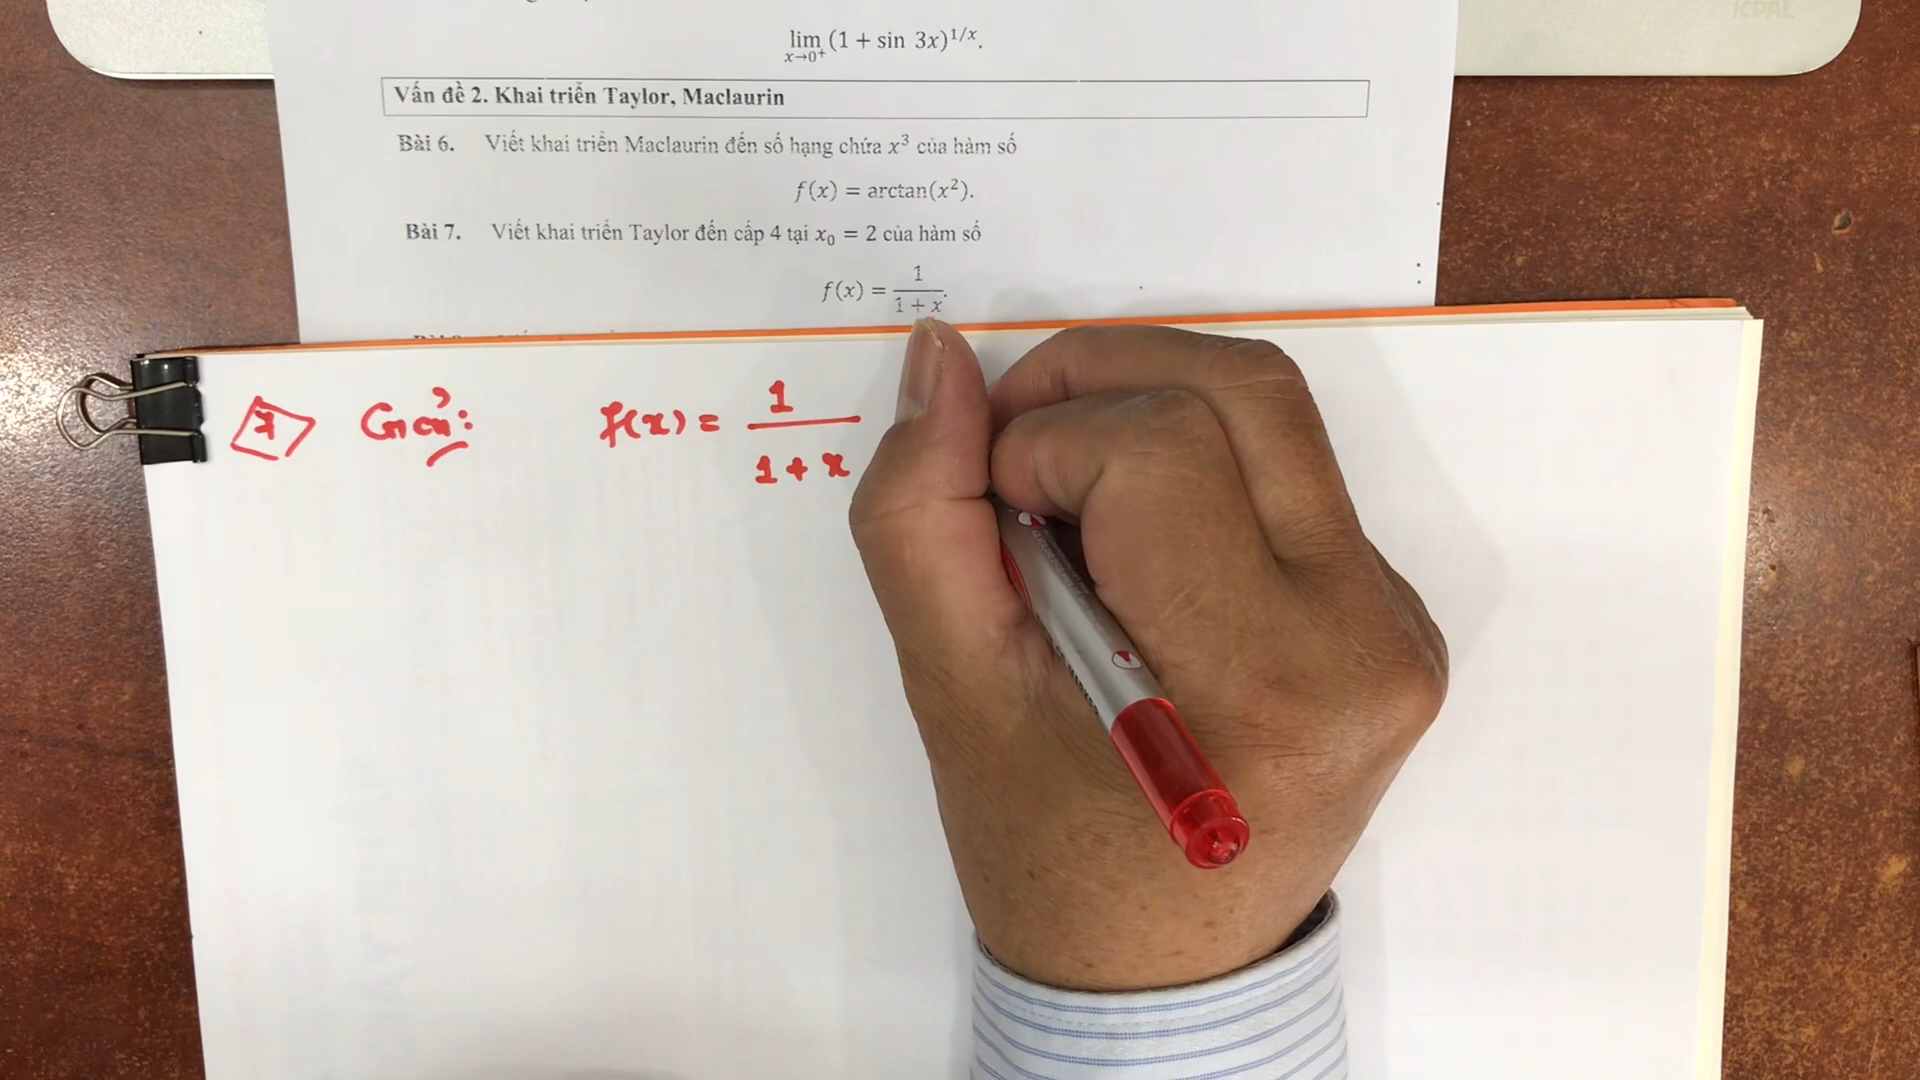 lim (1 + sin 3x)^{1/x}.
x→0⁺
Vấn đề 2. Khai triển Taylor, Maclaurin
Bài 6. Viết khai triển Maclaurin đến số hạng chứa x³ của hàm số
f(x) = arctan(x²).
Bài 7. Viết khai triển Taylor đến cấp 4 tại x₀ = 2 của hàm số
f(x) = 1/(1 + x).
7 f(x) = 1/(1 + x)